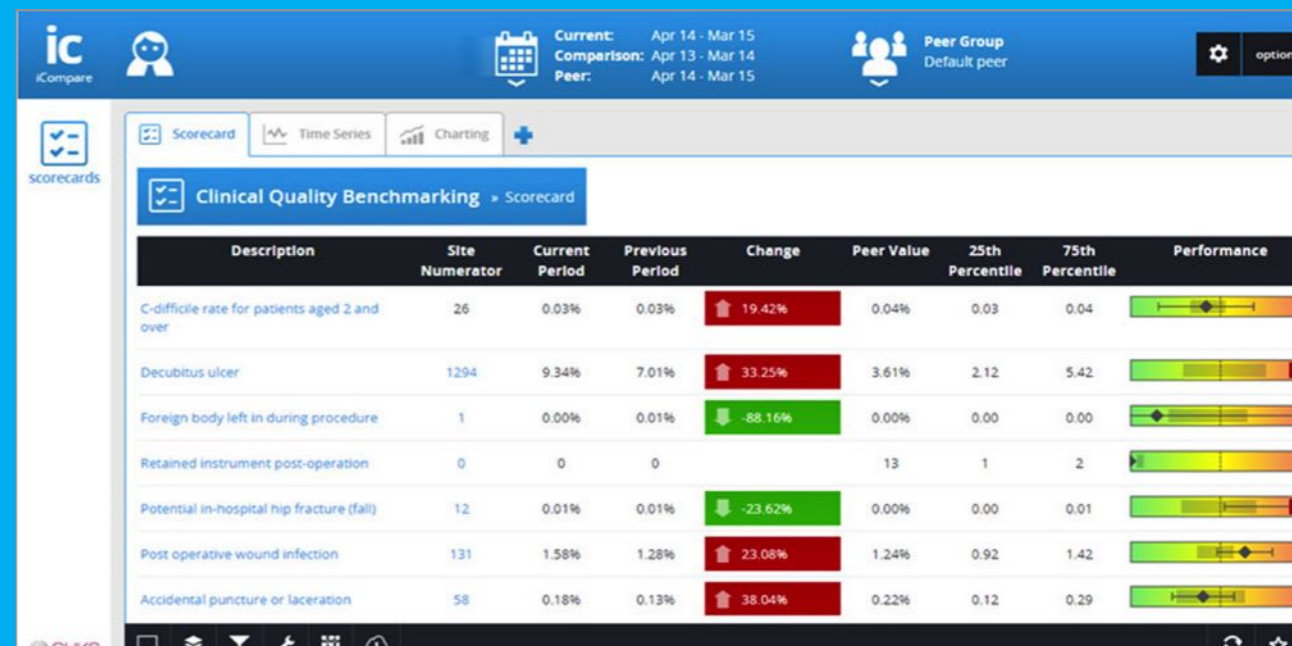 ic
iCompare
Current: Apr 14 - Mar 15
Comparison: Apr 13 - Mar 14
Peer: Apr 14 - Mar 15
Peer Group
Default peer
option
scorecards
Scorecard Time Series Charting
Clinical Quality Benchmarking » Scorecard
Description Site Numerator Current Period Previous Period Change Peer Value 25th Percentile 75th Percentile Performance
C-difficile rate for patients aged 2 and over 26 0.03% 0.03% 19.42% 0.04% 0.03 0.04
Decubitus ulcer 1294 9.34% 7.01% 33.25% 3.61% 2.12 5.42
Foreign body left in during procedure 1 0.00% 0.01% -88.16% 0.00% 0.00 0.00
Retained instrument post-operation 0 0 0 13 1 2
Potential in-hospital hip fracture (fall) 12 0.01% 0.01% -23.62% 0.00% 0.00 0.01
Post operative wound infection 131 1.58% 1.28% 23.08% 1.24% 0.92 1.42
Accidental puncture or laceration 58 0.18% 0.13% 38.04% 0.22% 0.12 0.29